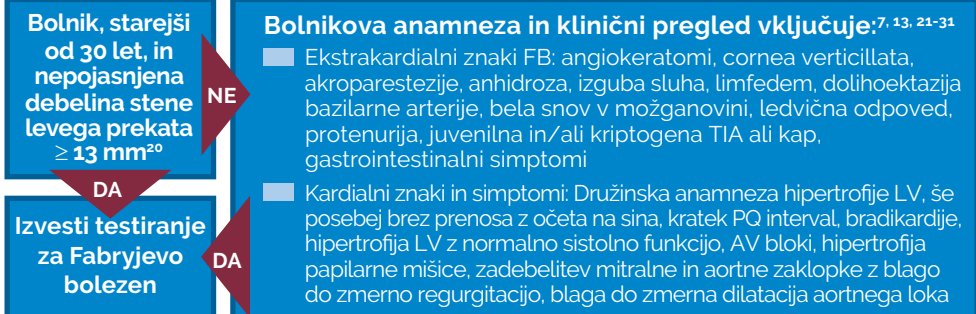 Bolnik, starejši
od 30 let, in
nepojasnjena
debelina stene
levega prekata
≥ 13 mm²⁰
NE
DA
Izvesti testiranje
za Fabryjevo
bolezen
DA
Bolnikova anamneza in klinični pregled vključuje:⁷, ¹³, ²¹⁻³¹
Ekstrakardialni znaki FB: angiokeratomi, cornea verticillata,
akroparestezije, anhidroza, izguba sluha, limfedem, dolihoektazija
bazilarne arterije, bela snov v možganovini, ledvična odpoved,
protenurija, juvenilna in/ali kriptogena TIA ali kap,
gastrointestinalni simptomi
Kardialni znaki in simptomi: Družinska anamneza hipertrofije LV, še
posebej brez prenosa z očeta na sina, kratek PQ interval, bradikardije,
hipertrofija LV z normalno sistolno funkcijo, AV bloki, hipertrofija
papilarne mišice, zadebelitev mitralne in aortne zaklopke z blago
do zmerno regurgitacijo, blaga do zmerna dilatacija aortnega loka